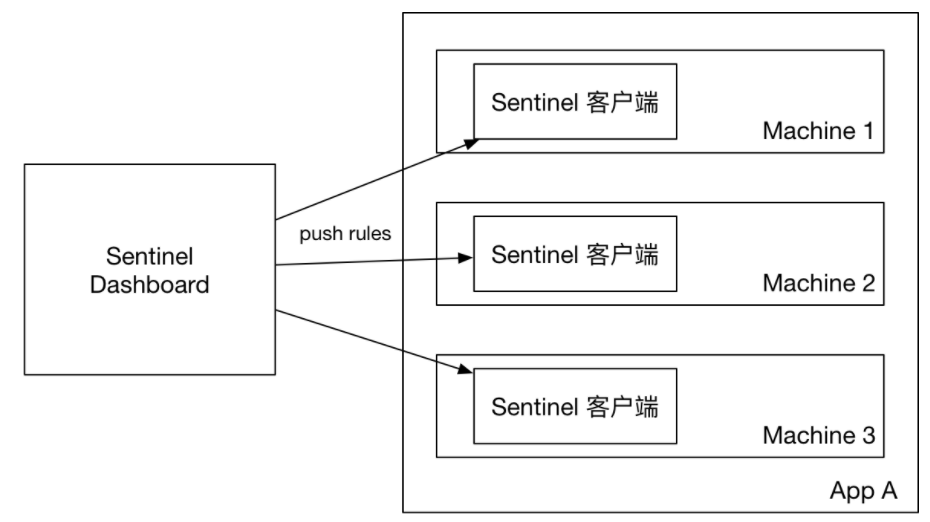 Sentinel 客户端
Machine 1
Sentinel
Dashboard
push rules
Sentinel 客户端
Machine 2
Sentinel 客户端
Machine 3
App A